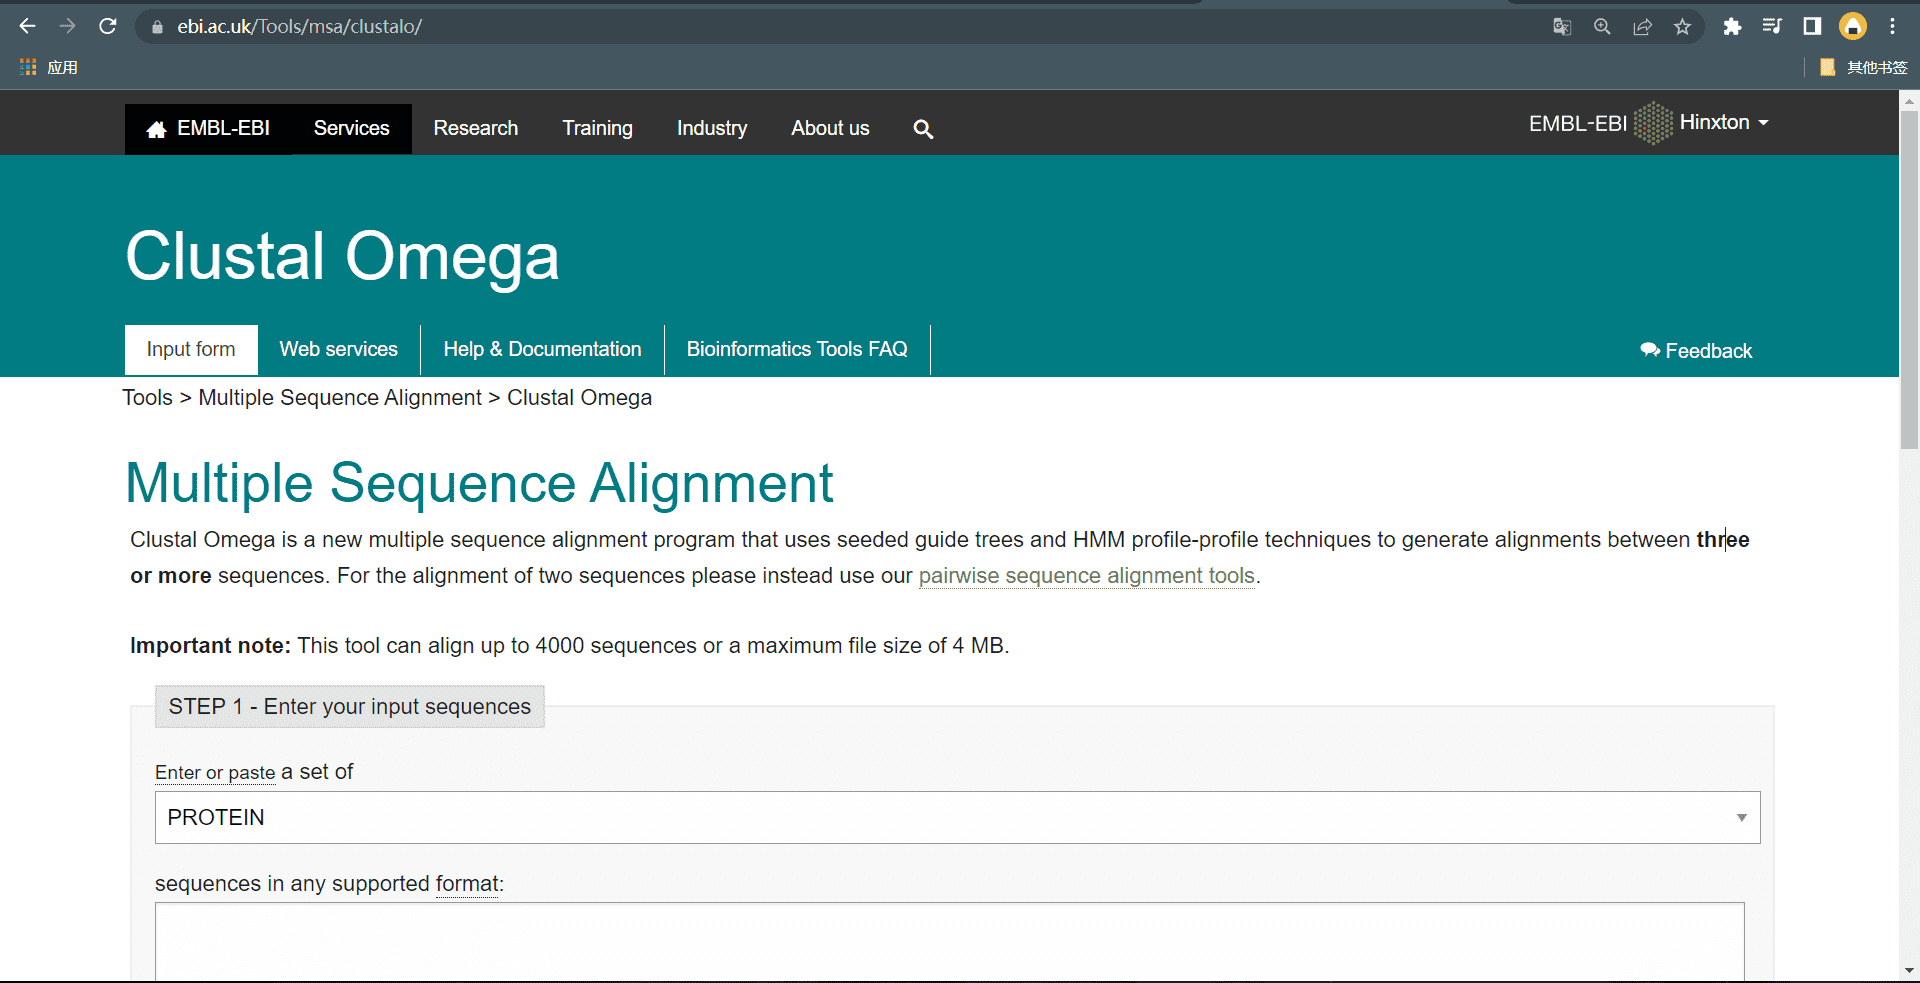 ebi.ac.uk/Tools/msa/clustalo/
应用
其他书签
EMBL-EBI Services Research Training Industry About us
EMBL-EBI Hinxton
Clustal Omega
Input form Web services Help & Documentation Bioinformatics Tools FAQ
Feedback
Tools > Multiple Sequence Alignment > Clustal Omega
Multiple Sequence Alignment
Clustal Omega is a new multiple sequence alignment program that uses seeded guide trees and HMM profile-profile techniques to generate alignments between three
or more sequences. For the alignment of two sequences please instead use our pairwise sequence alignment tools.
Important note: This tool can align up to 4000 sequences or a maximum file size of 4 MB.
STEP 1 - Enter your input sequences
Enter or paste a set of
PROTEIN
sequences in any supported format: